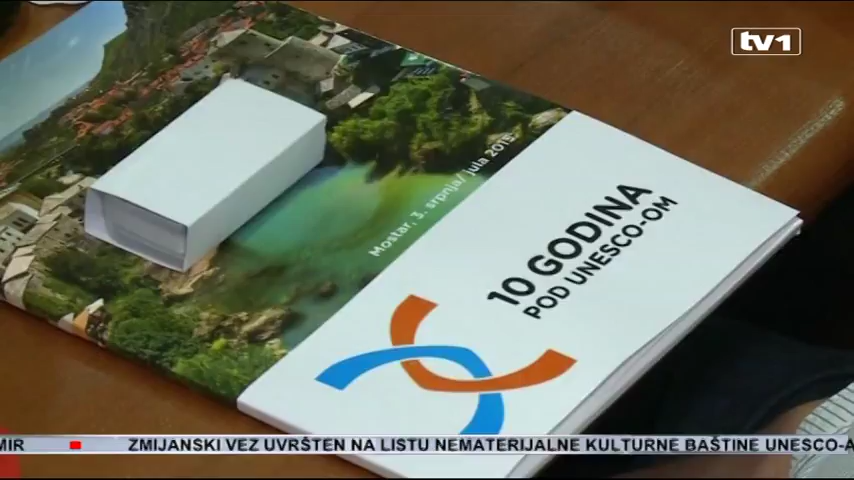 tv1
Mostar, 3. srpnja/ jula 2015
10 GODINA
POD UNESCO-OM
MIR
ZMIJANSKI VEZ UVRŠTEN NA LISTU NEMATERIJALNE KULTURNE BAŠTINE UNESCO-A